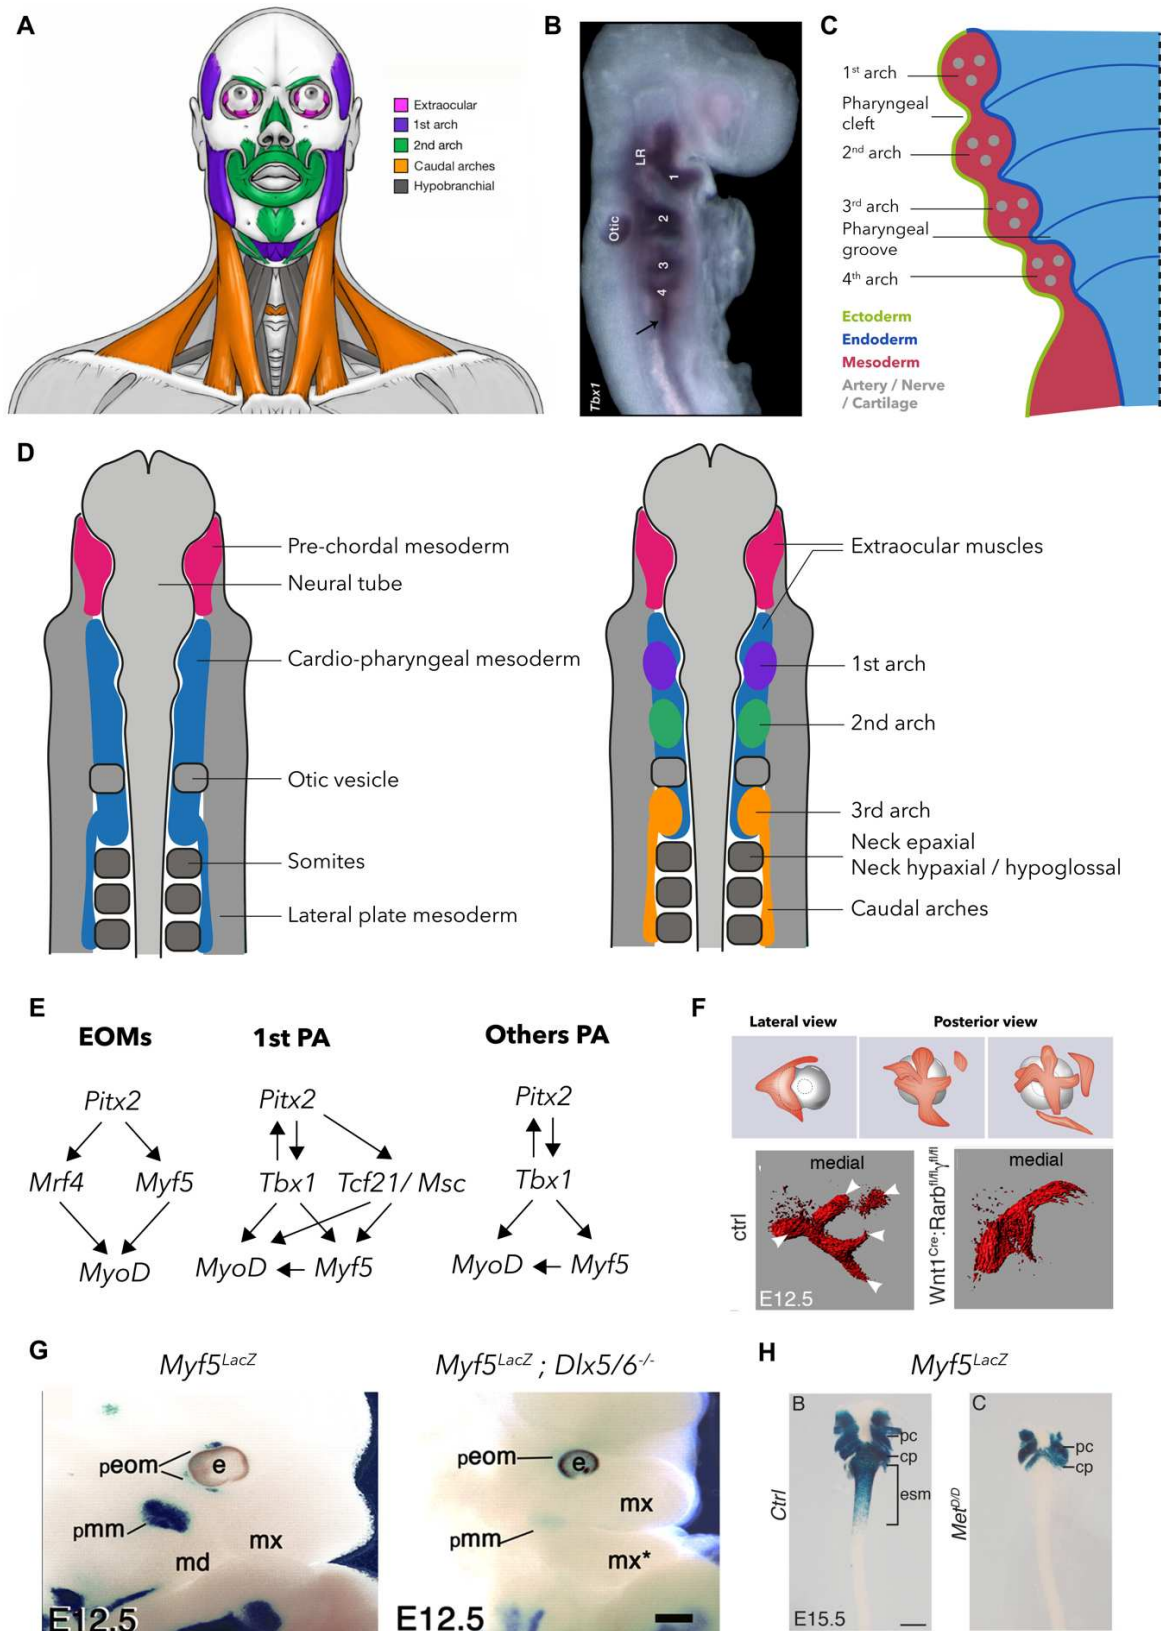 A
Extraocular
1st arch
2nd arch
Caudal arches
Hypobranchial
B
LR
1
Otic
2
3
4
Tbx1
C
1st arch
Pharyngeal
cleft
2nd arch
3rd arch
Pharyngeal
groove
4th arch
Ectoderm
Endoderm
Mesoderm
Artery / Nerve
/ Cartilage
D
Pre-chordal mesoderm
Neural tube
Cardio-pharyngeal mesoderm
Otic vesicle
Somites
Lateral plate mesoderm
Extraocular muscles
1st arch
2nd arch
3rd arch
Neck epaxial
Neck hypaxial / hypoglossal
Caudal arches
E
EOMs
Pitx2
Mrf4 Myf5
MyoD
1st PA
Pitx2
Tbx1 Tcf21/ Msc
MyoD Myf5
Others PA
Pitx2
Tbx1
MyoD Myf5
F
Lateral view Posterior view
ctrl
medial
E12.5
Wnt1Cre;Rarbfl/fl;γfl/fl
medial
G
Myf5LacZ
peom
e
pmm
mx
md
E12.5
Myf5LacZ ; Dlx5/6-/-
peom
e
mx
pmm
mx*
E12.5
H
Myf5LacZ
Ctrl
B
pc
cp
esm
E15.5
MetD/D
C
pc
cp